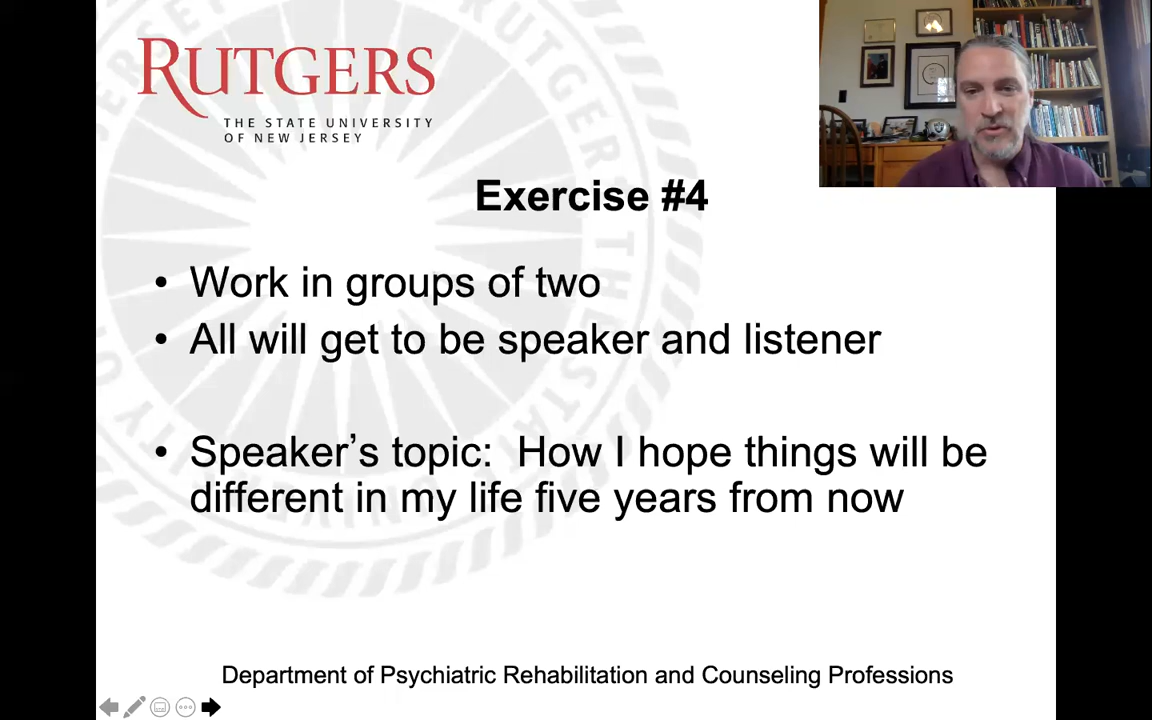 RUTGERS
THE STATE UNIVERSITY
OF NEW JERSEY
Exercise #4
• Work in groups of two
• All will get to be speaker and listener
• Speaker’s topic:  How I hope things will be
different in my life five years from now
Department of Psychiatric Rehabilitation and Counseling Professions